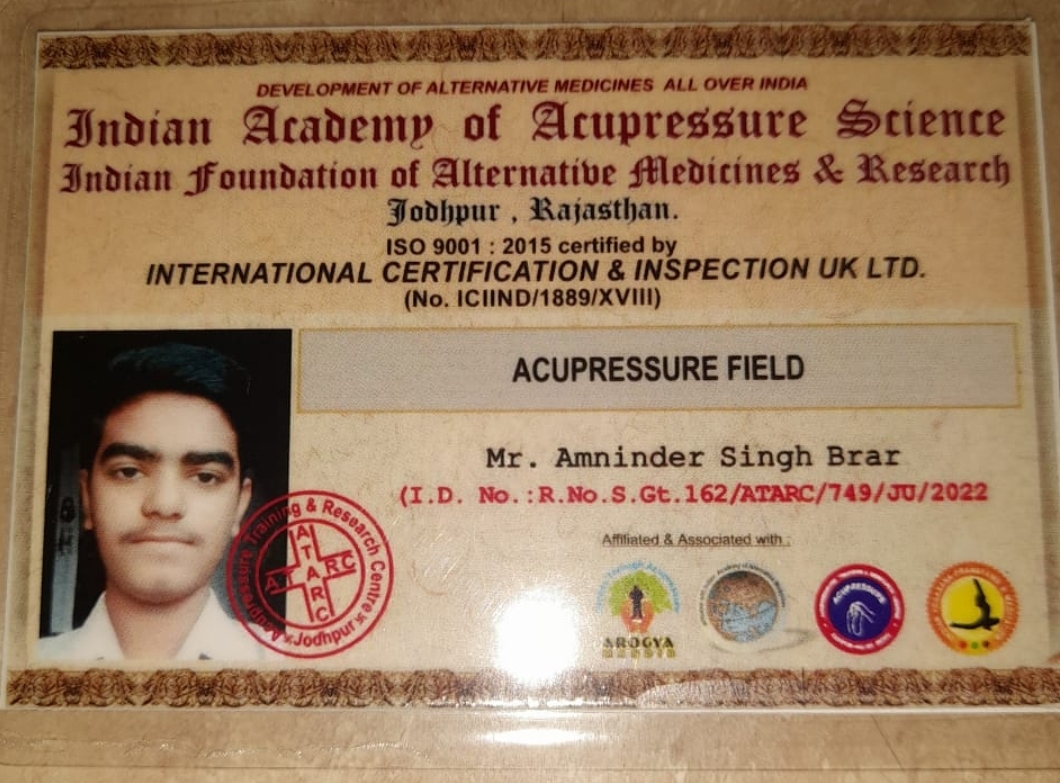 DEVELOPMENT OF ALTERNATIVE MEDICINES ALL OVER INDIA
Indian Academy of Acupressure Science
Indian Foundation of Alternative Medicines & Research
Jodhpur , Rajasthan.
ISO 9001 : 2015 certified by
INTERNATIONAL CERTIFICATION & INSPECTION UK LTD.
(No. ICIIND/1889/XVIII)
ACUPRESSURE FIELD
Mr. Amninder Singh Brar
(I.D. No.:R.No.S.Gt.162/ATARC/749/JU/2022
Acupressure Training & Research Centre
ATARC
ATARC
Jodhpur
Affiliated & Associated with :
AROGYA
ACUPRESSURE